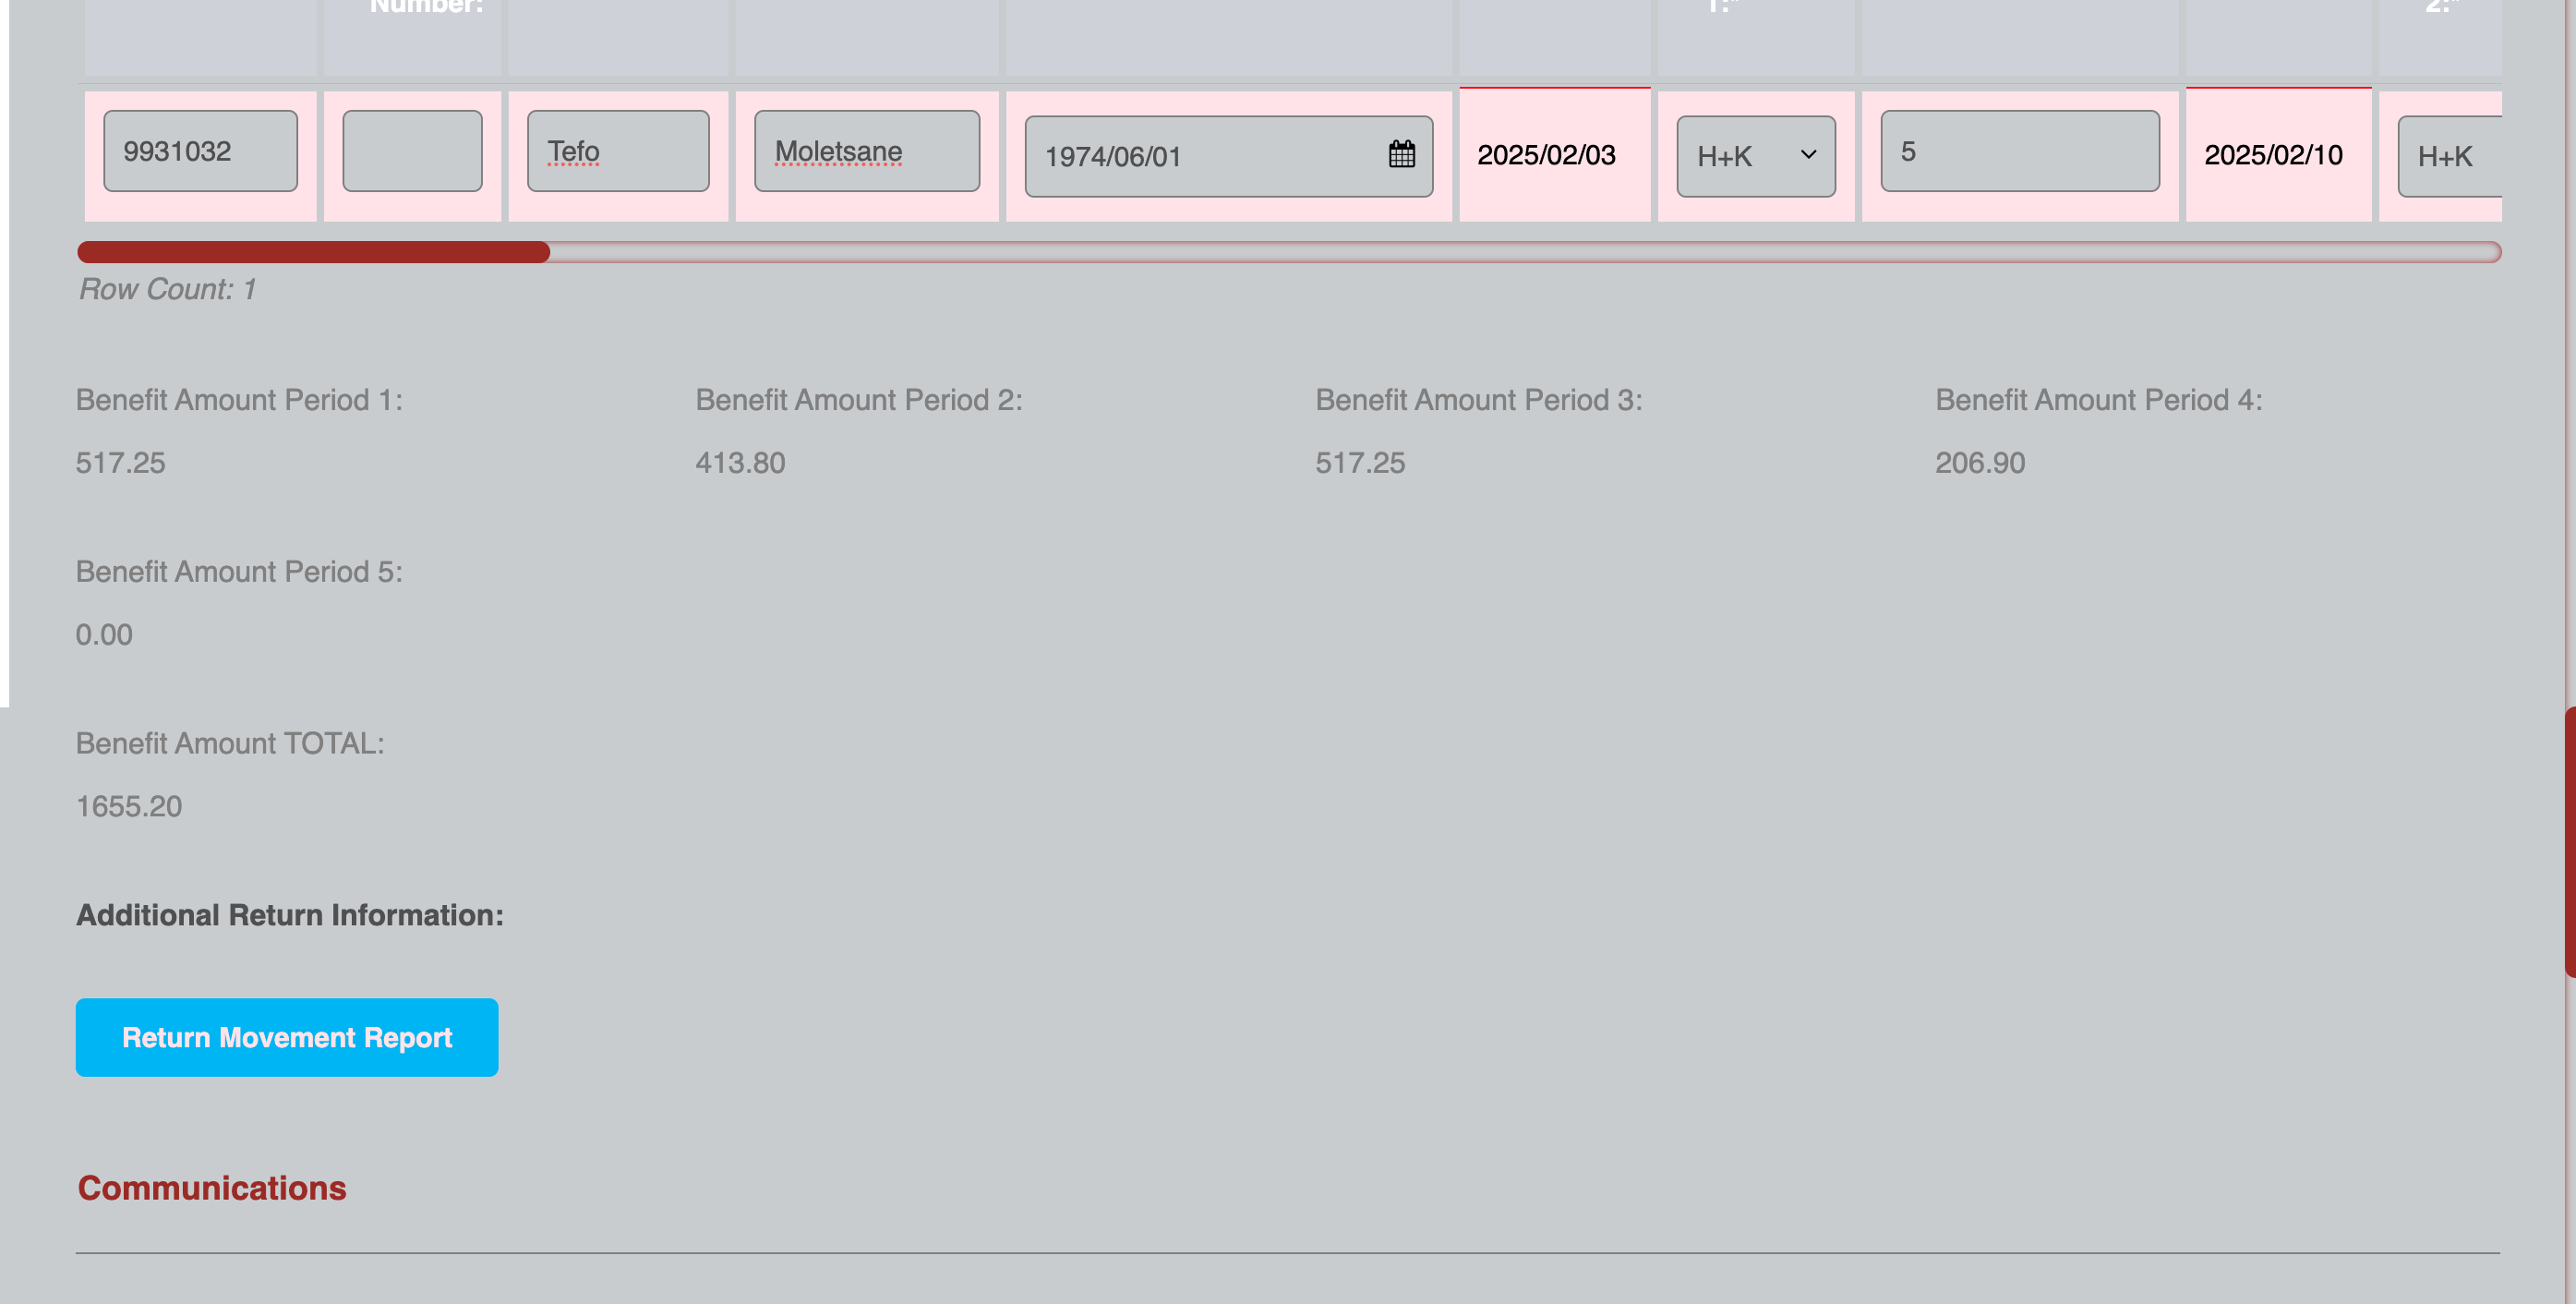 Number: 1:* 2:*
9931032 Tefo Moletsane 1974/06/01 2025/02/03 H+K 5 2025/02/10 H+K
Row Count: 1
Benefit Amount Period 1: Benefit Amount Period 2: Benefit Amount Period 3: Benefit Amount Period 4:
517.25 413.80 517.25 206.90
Benefit Amount Period 5:
0.00
Benefit Amount TOTAL:
1655.20
Additional Return Information:
Return Movement Report
Communications